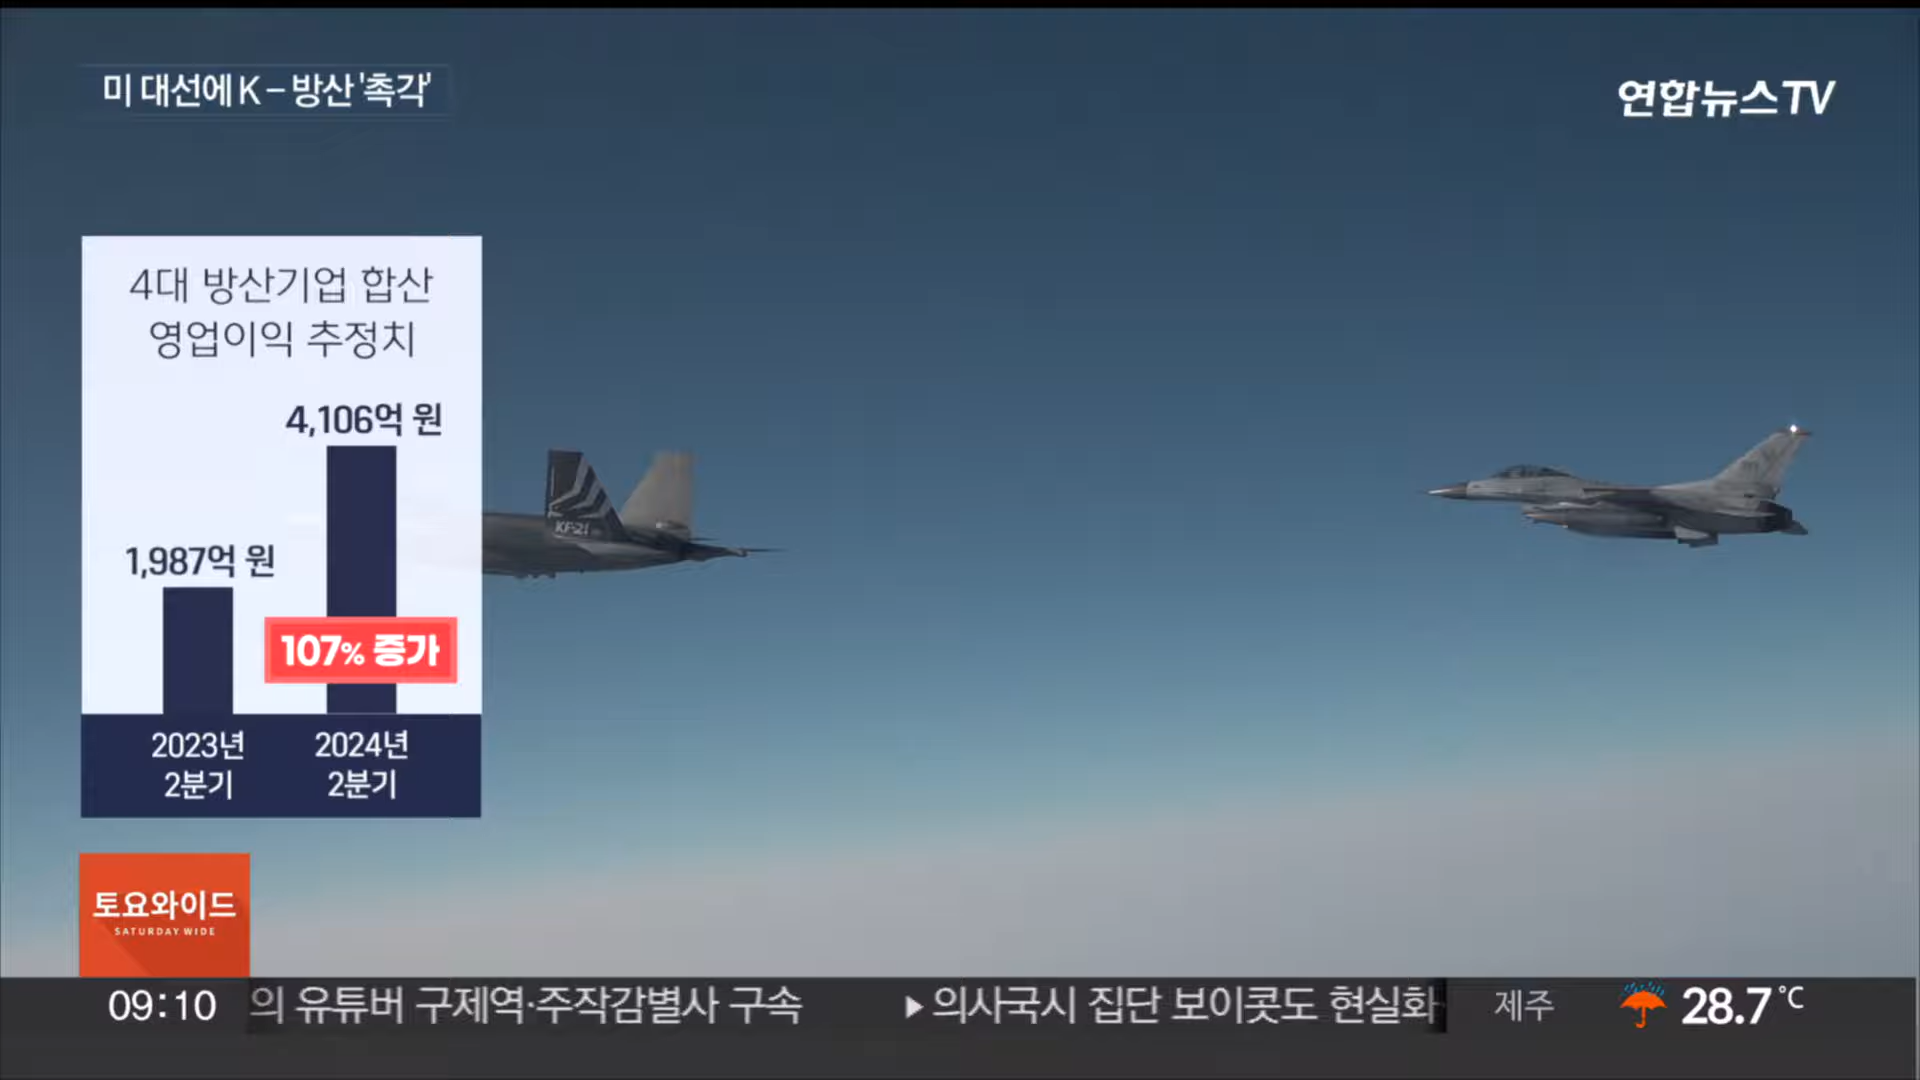 미 대선에 K-방산 '촉각'
연합뉴스TV
4대 방산기업 합산
영업이익 추정치
4,106억 원
1,987억 원
107% 증가
2023년
2분기
2024년
2분기
KF-21
토요와이드
SATURDAY WIDE
09:10
의 유튜버 구제역·주작감별사 구속
▶의사국시 집단 보이콧도 현실화
제주
28.7℃